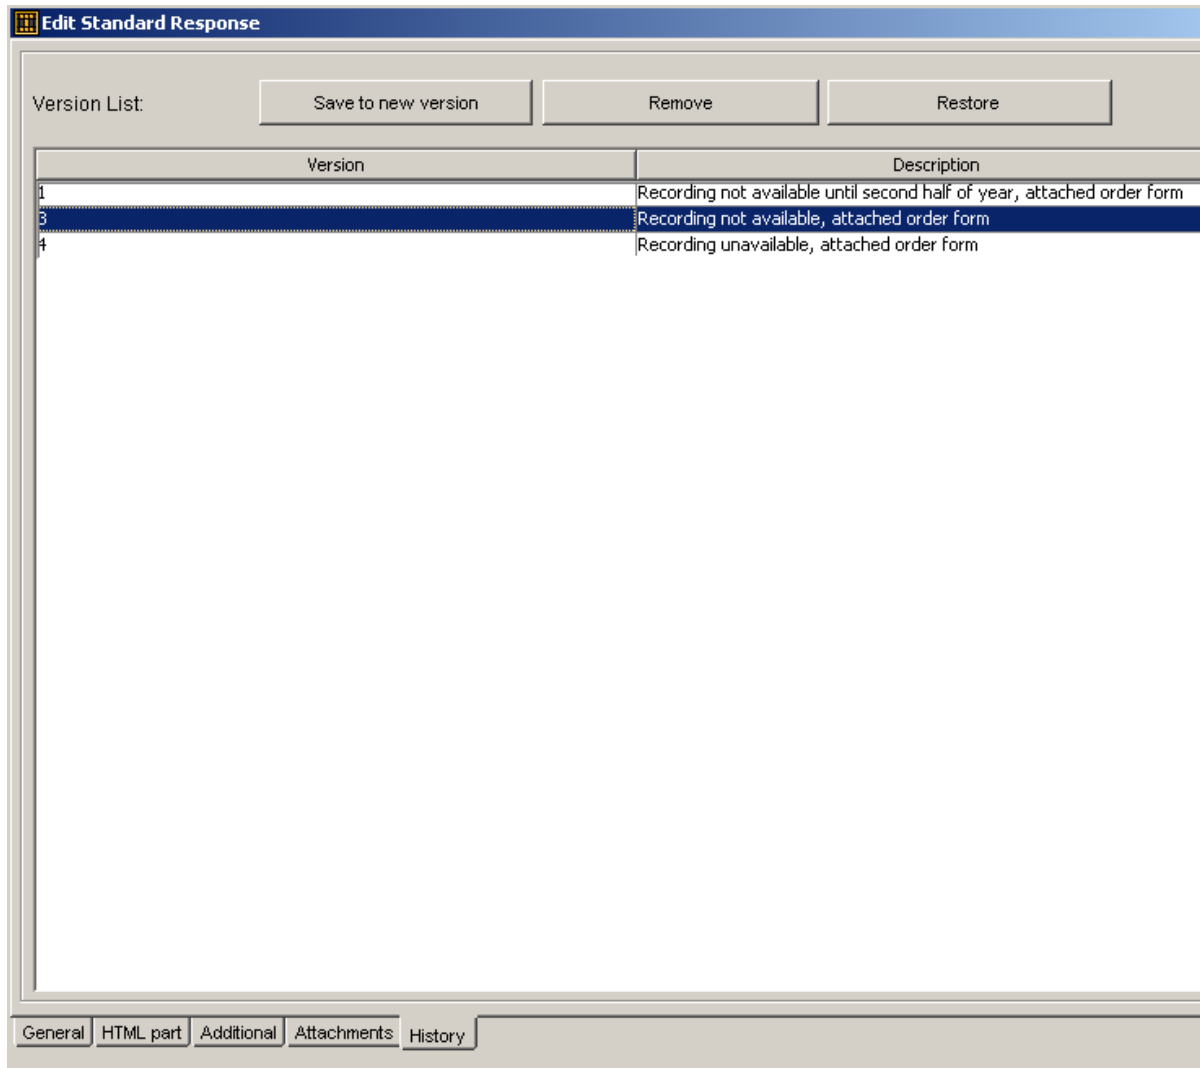 Edit Standard Response
Version List: Save to new version Remove Restore
Version Description
1 Recording not available until second half of year, attached order form
3 Recording not available, attached order form
4 Recording unavailable, attached order form
General HTML part Additional Attachments History